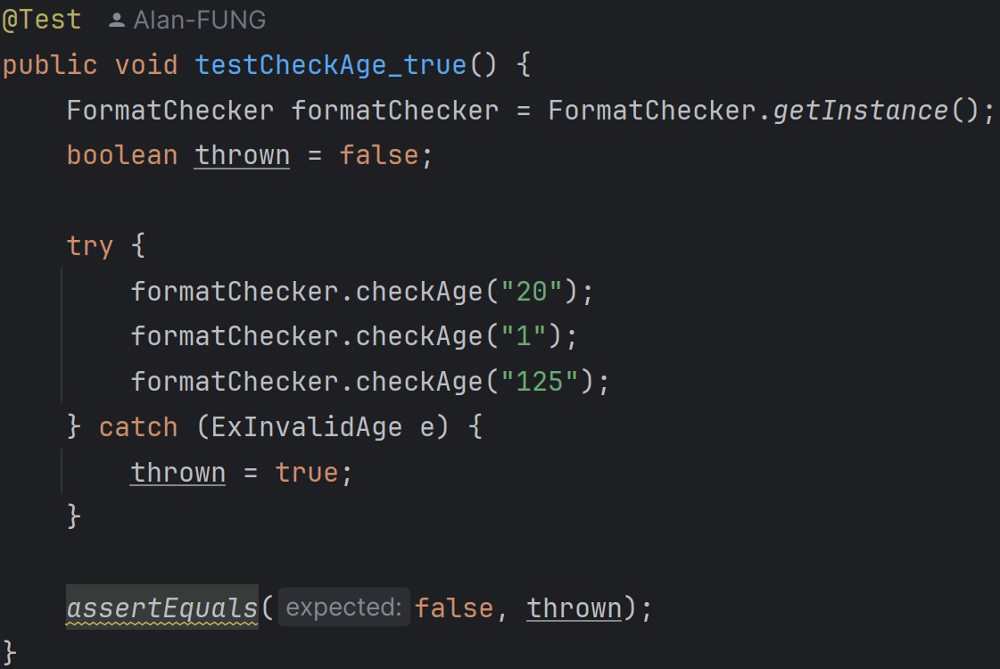 @Test Alan-FUNG
public void testCheckAge_true() {
    FormatChecker formatChecker = FormatChecker.getInstance();
    boolean thrown = false;

    try {
        formatChecker.checkAge("20");
        formatChecker.checkAge("1");
        formatChecker.checkAge("125");
    } catch (ExInvalidAge e) {
        thrown = true;
    }

    assertEquals( expected: false, thrown);
}